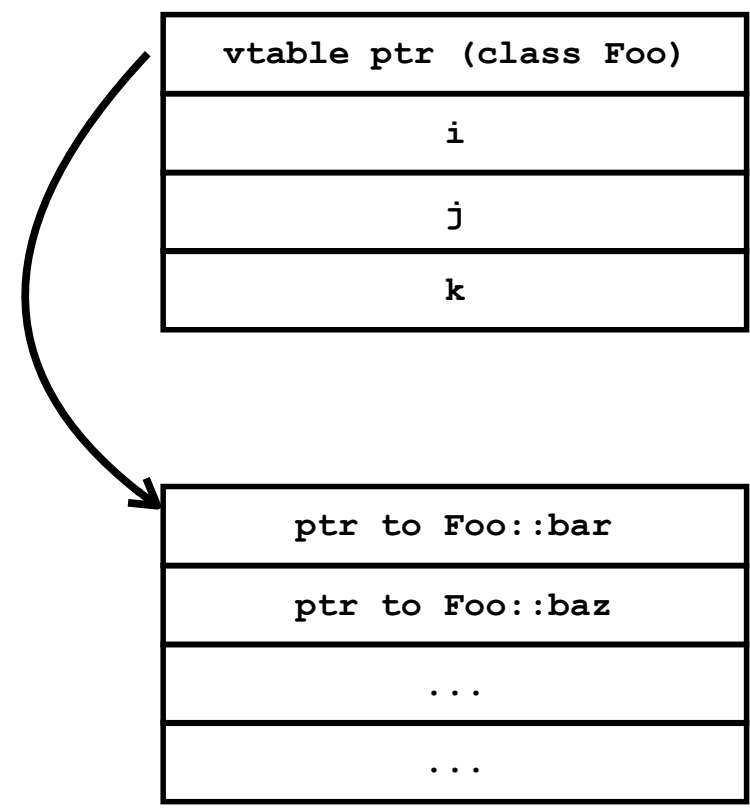 vtable ptr (class Foo)
i
j
k
ptr to Foo::bar
ptr to Foo::baz
...
...